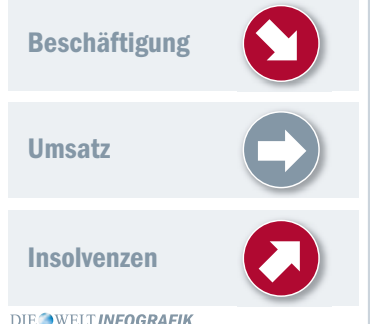 Beschäftigung
Umsatz
Insolvenzen
DIE WELT INFOGRAFIK